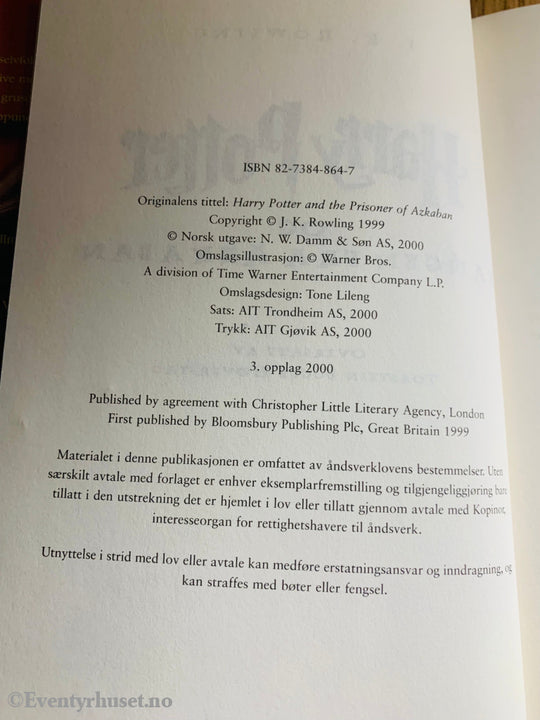 ISBN 82-7384-864-7
Originalens tittel: Harry Potter and the Prisoner of Azkaban
Copyright © J. K. Rowling 1999
© Norsk utgave: N. W. Damm & Søn AS, 2000
Omslagsillustrasjon: © Warner Bros.
A division of Time Warner Entertainment Company L.P.
Omslagsdesign: Tone Lileng
Sats: AIT Trondheim AS, 2000
Trykk: AIT Gjøvik AS, 2000
3. opplag 2000
Published by agreement with Christopher Little Literary Agency, London
First published by Bloomsbury Publishing Plc, Great Britain 1999
Materialet i denne publikasjonen er omfattet av åndsverklovens bestemmelser. Uten
særskilt avtale med forlaget er enhver eksemplarfremstilling og tilgjengeliggjøring bare
tillatt i den utstrekning det er hjemlet i lov eller tillatt gjennom avtale med Kopinor,
interesseorgan for rettighetshavere til åndsverk.
Utnyttelse i strid med lov eller avtale kan medføre erstatningsansvar og inndragning, og
kan straffes med bøter eller fengsel.
©Eventyrhuset.no